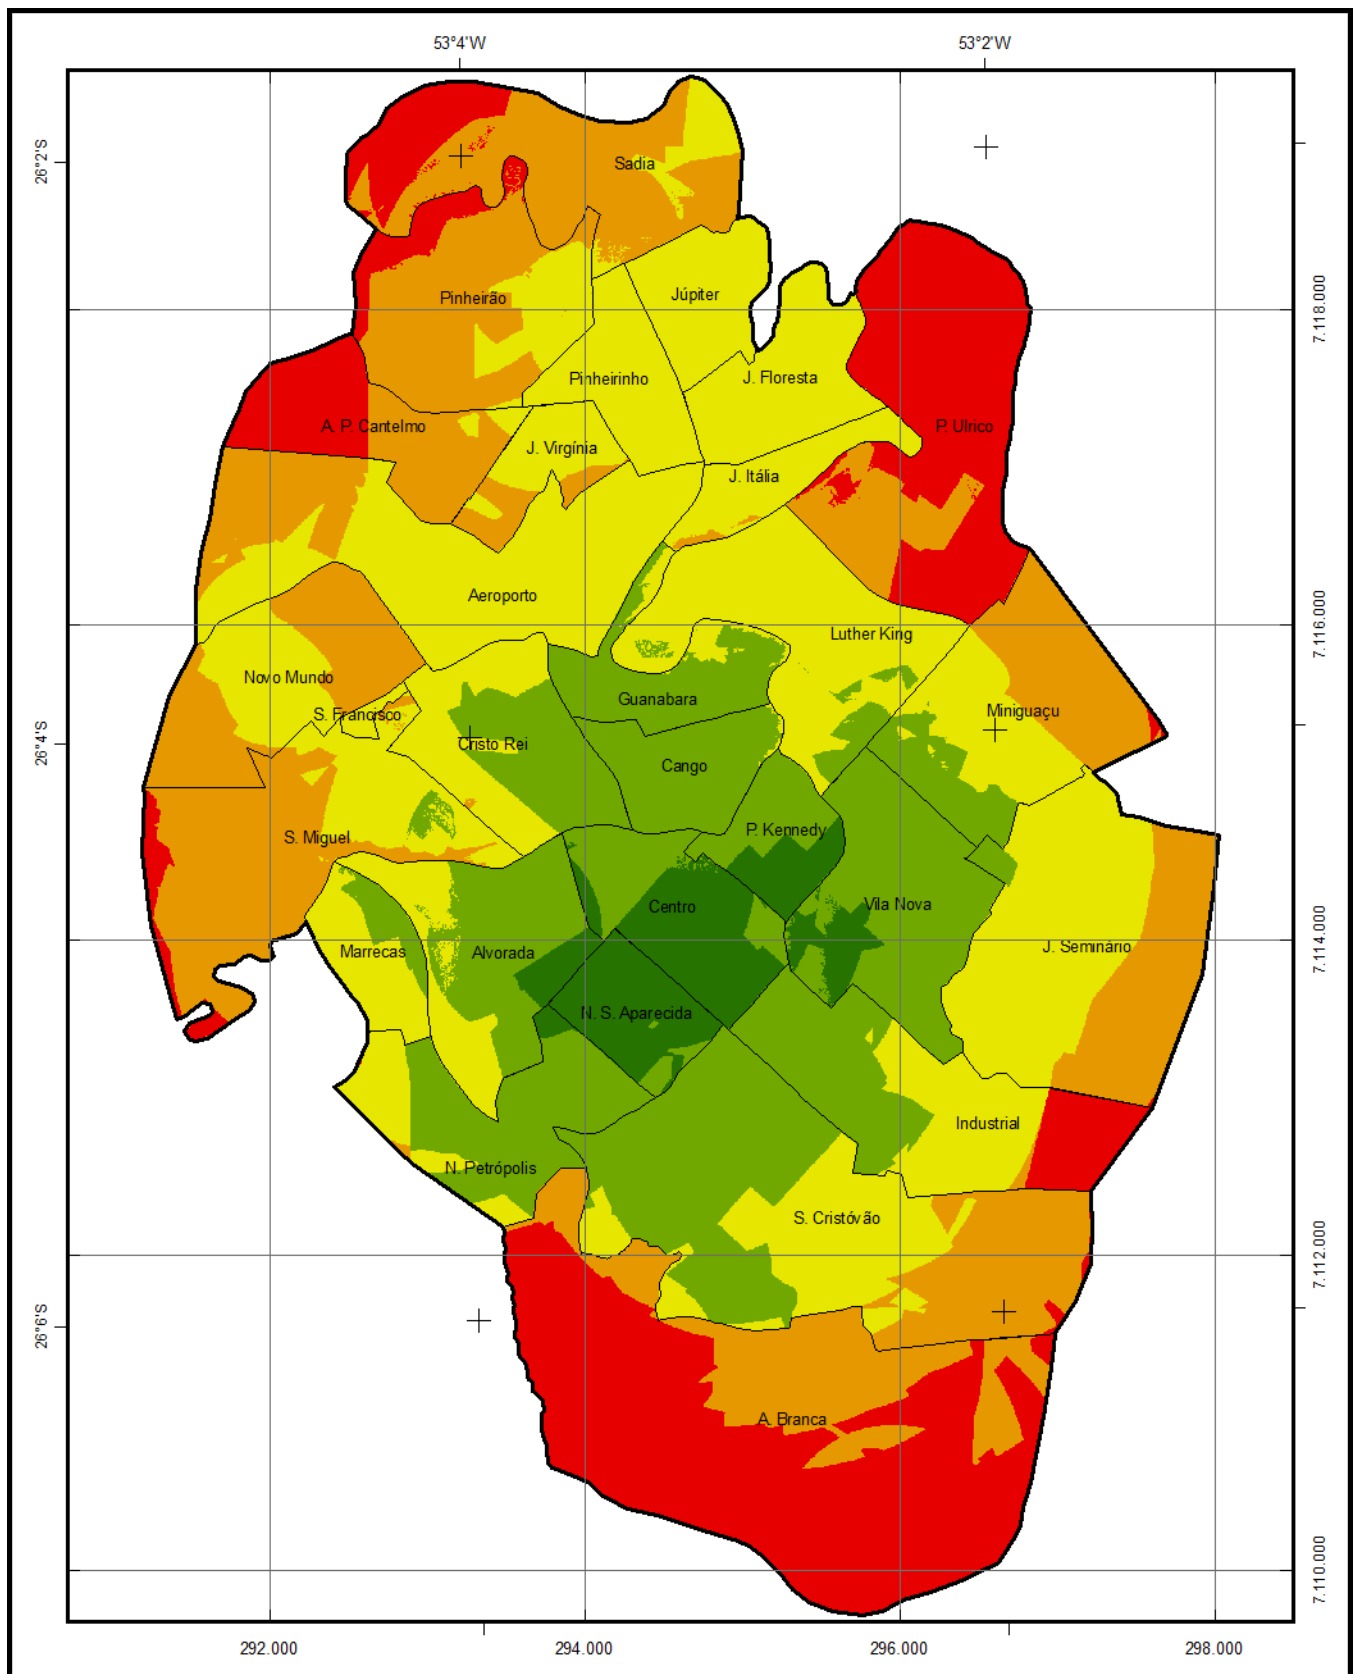 53°4'W
53°2'W
26°2'S
Sadia
Pinheirão
Júpiter
7.118.000
Pinheirinho
J. Floresta
A. P. Cantelmo
P. Ulrico
J. Virgínia
J. Itália
Aeroporto
Luther King
7.116.000
Novo Mundo
Guanabara
S. Francisco
Miniguaçu
26°4'S
Cristo Rei
Cango
S. Miguel
P. Kennedy
Centro
Vila Nova
Marrecas
Alvorada
J. Seminário
7.114.000
N. S. Aparecida
Industrial
N. Petrópolis
S. Cristóvão
7.112.000
26°6'S
A. Branca
7.110.000
292.000
294.000
296.000
298.000